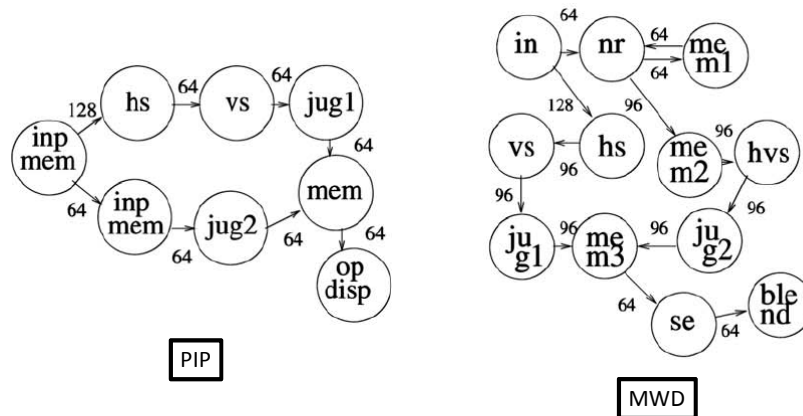 128
hs
64
vs
64
jug1
inp
mem
64
64
inp
mem
64
jug2
64
mem
64
op
disp
PIP
in
64
nr
64
me
m1
64
128
96
vs
96
hs
me
m2
96
hvs
96
96
ju
g1
96
me
m3
96
ju
g2
64
se
64
ble
nd
MWD